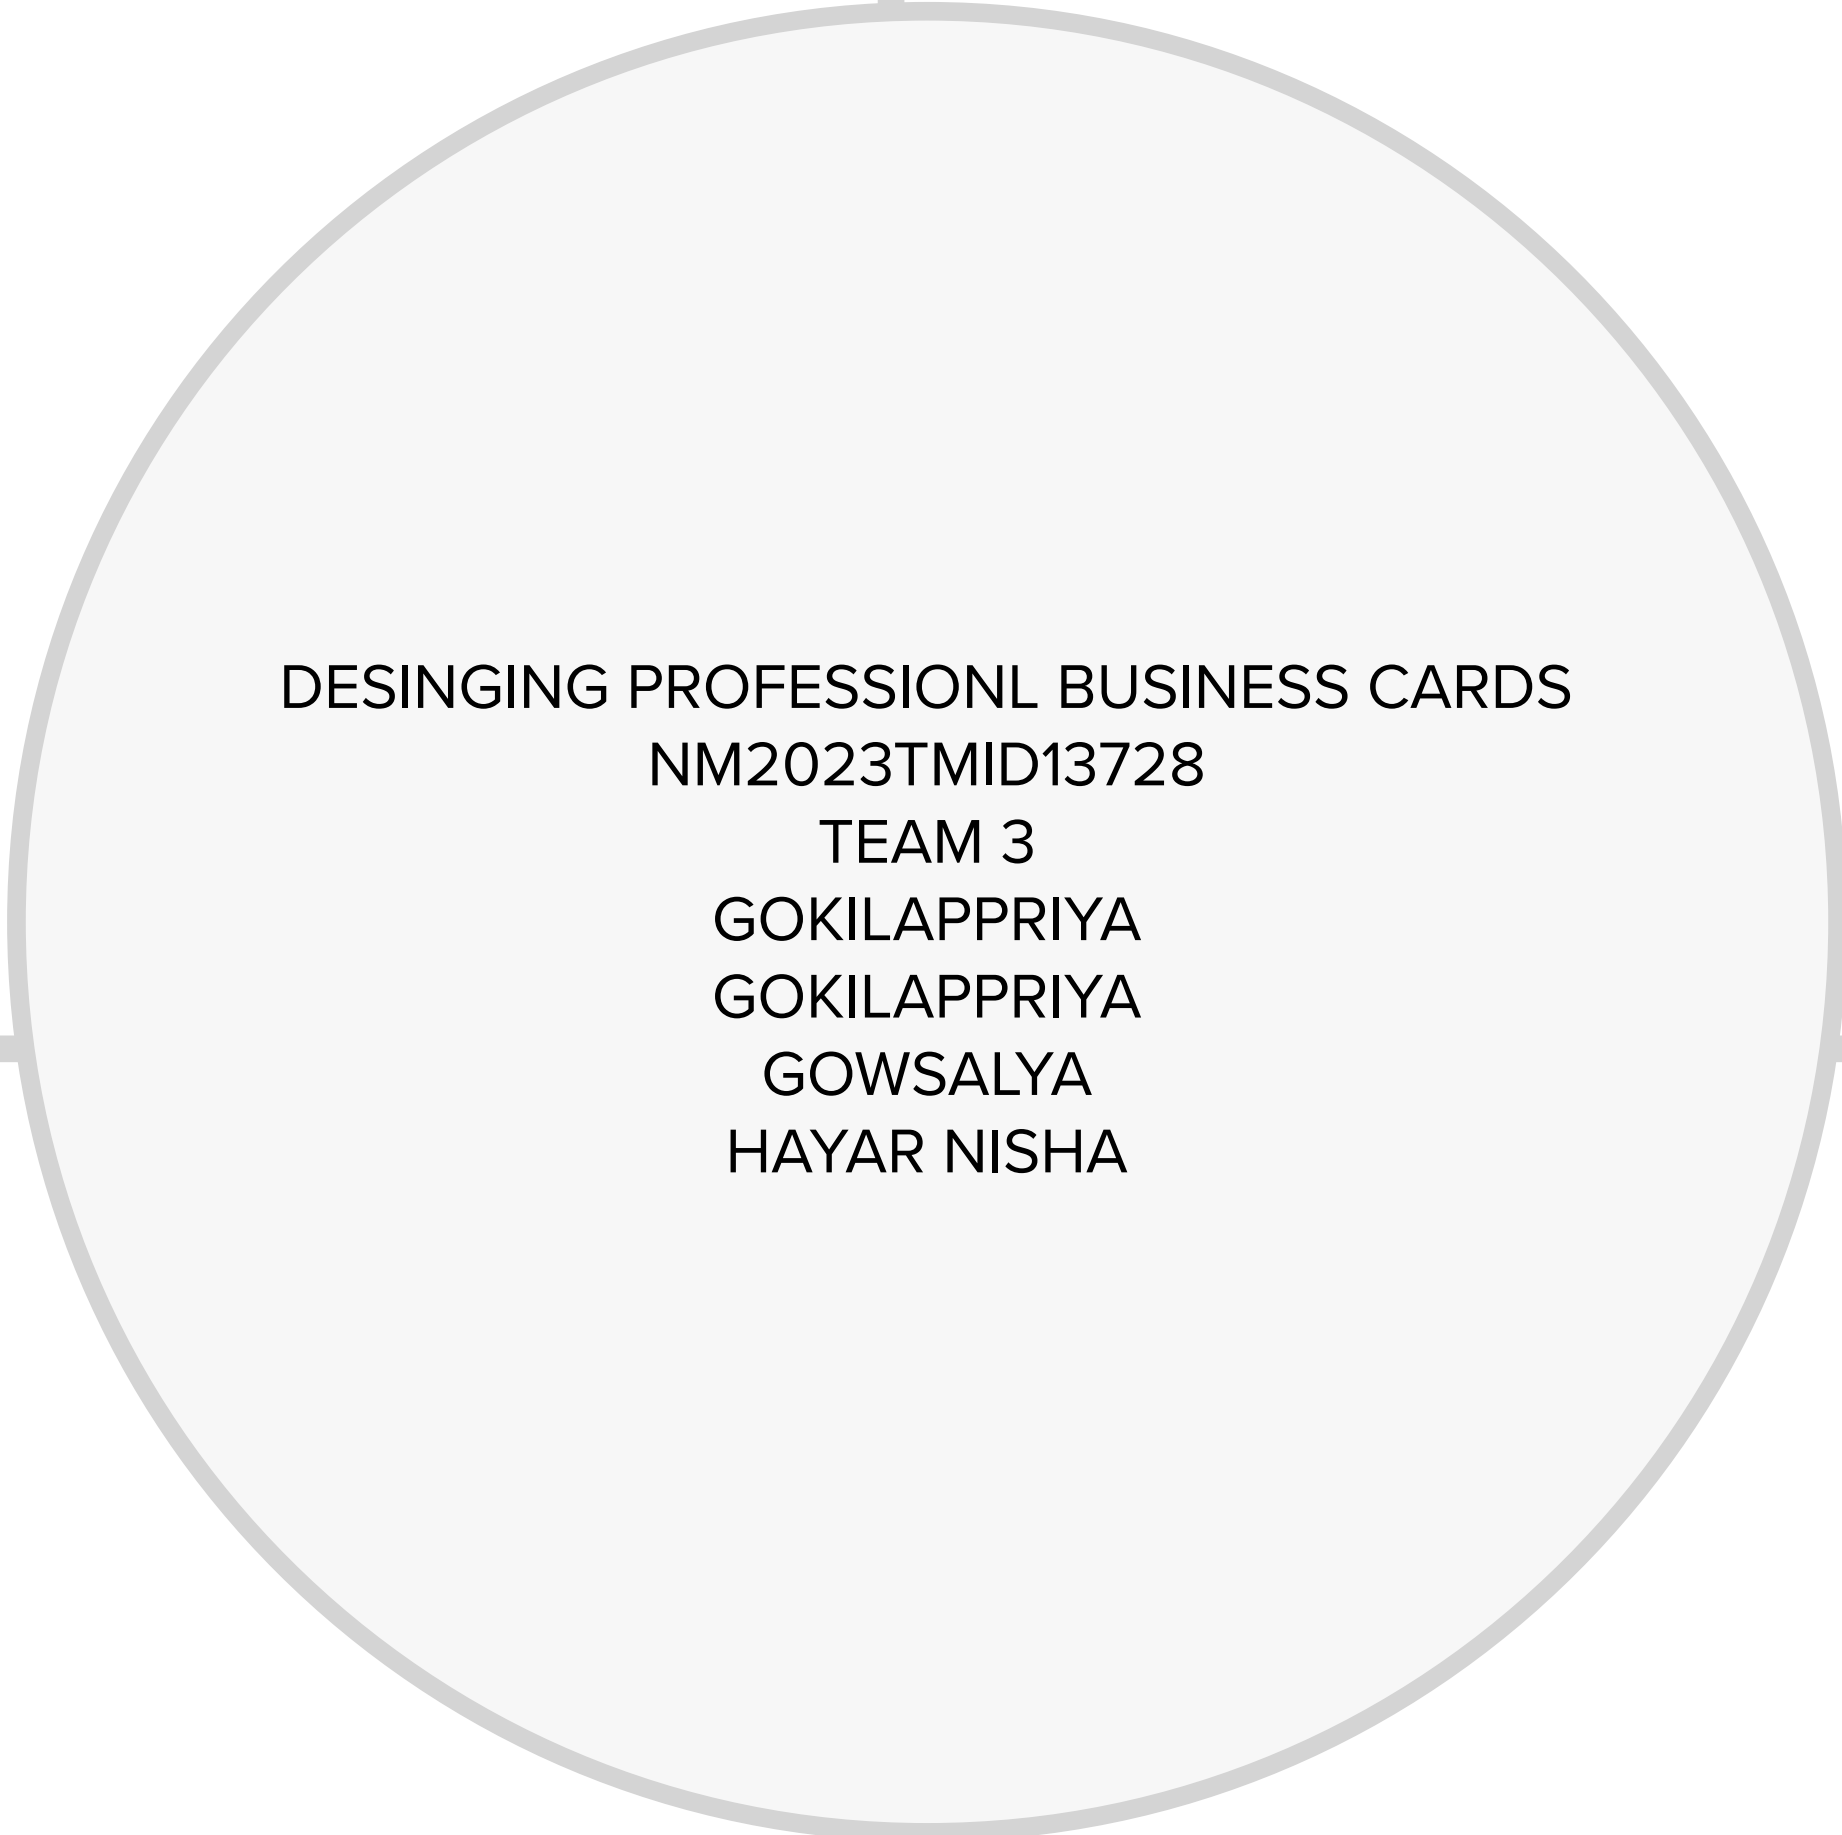 DESINGING PROFESSIONL BUSINESS CARDS
NM2023TMID13728
TEAM 3
GOKILAPPRIYA
GOKILAPPRIYA
GOWSALYA
HAYAR NISHA